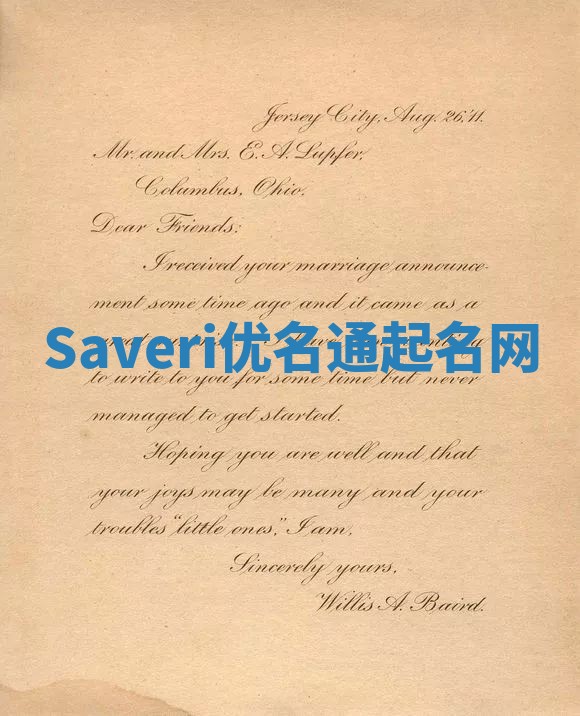 Jersey City, Aug. 26, '11.
Mr. and Mrs. E. A. Lupfer,
Columbus, Ohio.
Dear Friends:
I received your marriage announce-
ment some time ago and it came as a
Saveri优名通起名网
to write to you for some time but never
managed to get started.
Hoping you are well and that
your joys may be many and your
troubles "little ones," I am,
Sincerely yours,
Willis A. Baird.